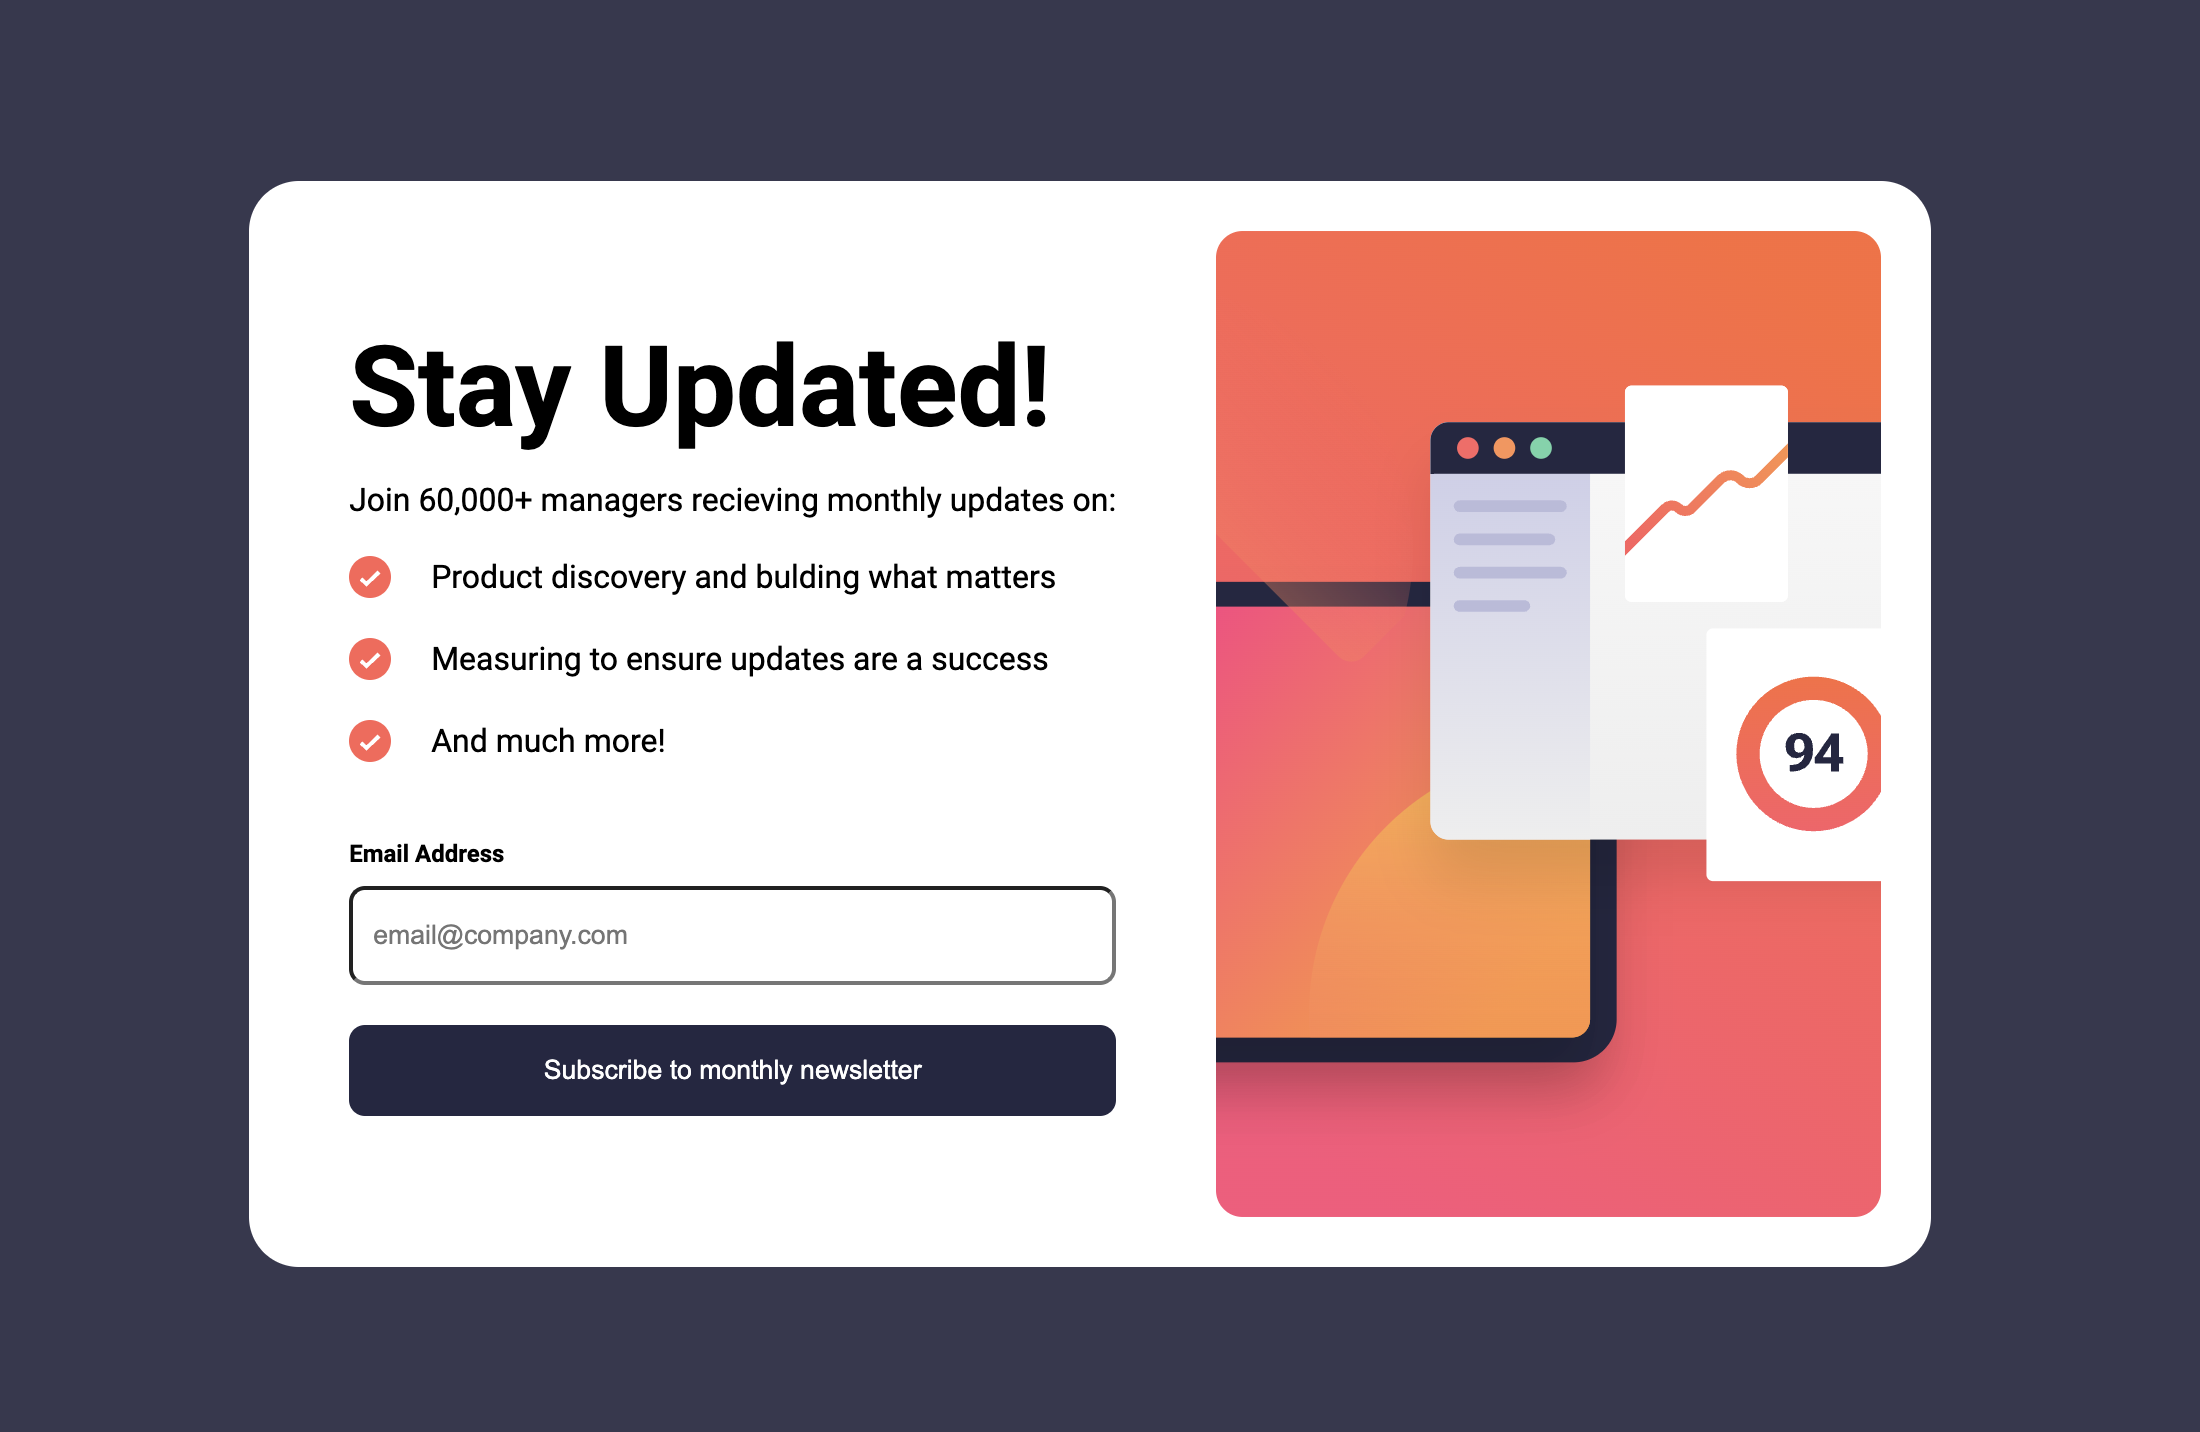 Stay Updated!
Join 60,000+ managers recieving monthly updates on:
Product discovery and bulding what matters
Measuring to ensure updates are a success
And much more!
Email Address
email@company.com
Subscribe to monthly newsletter
94